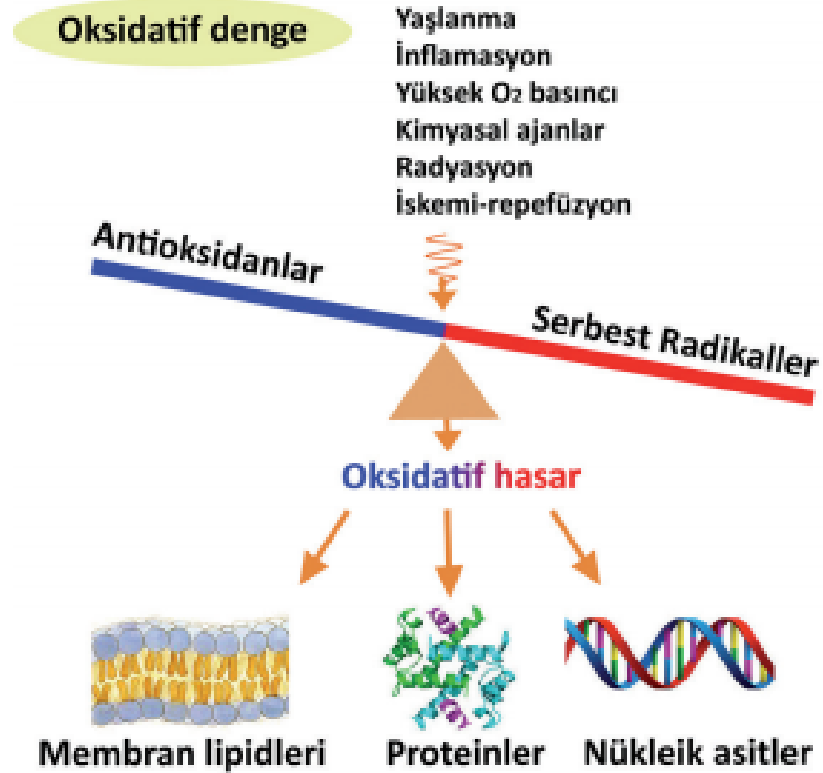 Oksidatif denge
Yaşlanma
İnflamasyon
Yüksek O₂ basıncı
Kimyasal ajanlar
Radyasyon
İskemi-repefüzyon
Antioksidanlar
Serbest Radikaller
Oksidatif hasar
Membran lipidleri
Proteinler
Nükleik asitler